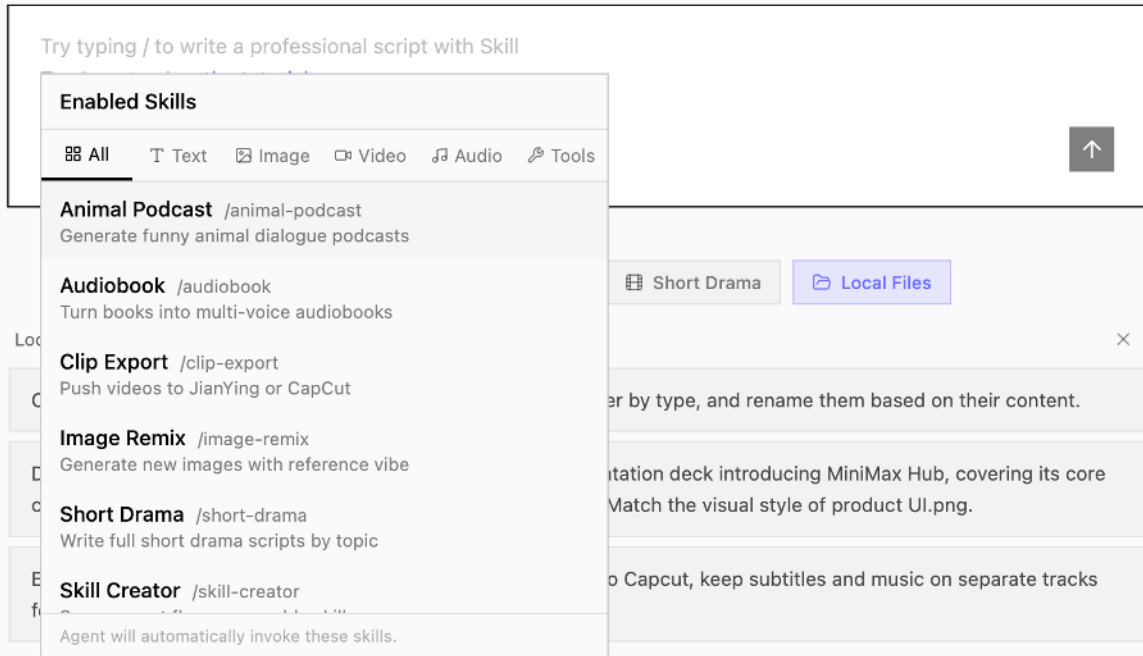 Try typing / to write a professional script with Skill
Enabled Skills
All Text Image Video Audio Tools
Animal Podcast /animal-podcast
Generate funny animal dialogue podcasts
Audiobook /audiobook
Turn books into multi-voice audiobooks
Short Drama Local Files
Clip Export /clip-export
Push videos to JianYing or CapCut
by type, and rename them based on their content.
Image Remix /image-remix
Generate new images with reference vibe
deck introducing MiniMax Hub, covering its core
Match the visual style of product UI.png.
Short Drama /short-drama
Write full short drama scripts by topic
Capcut, keep subtitles and music on separate tracks
Skill Creator /skill-creator
Agent will automatically invoke these skills.